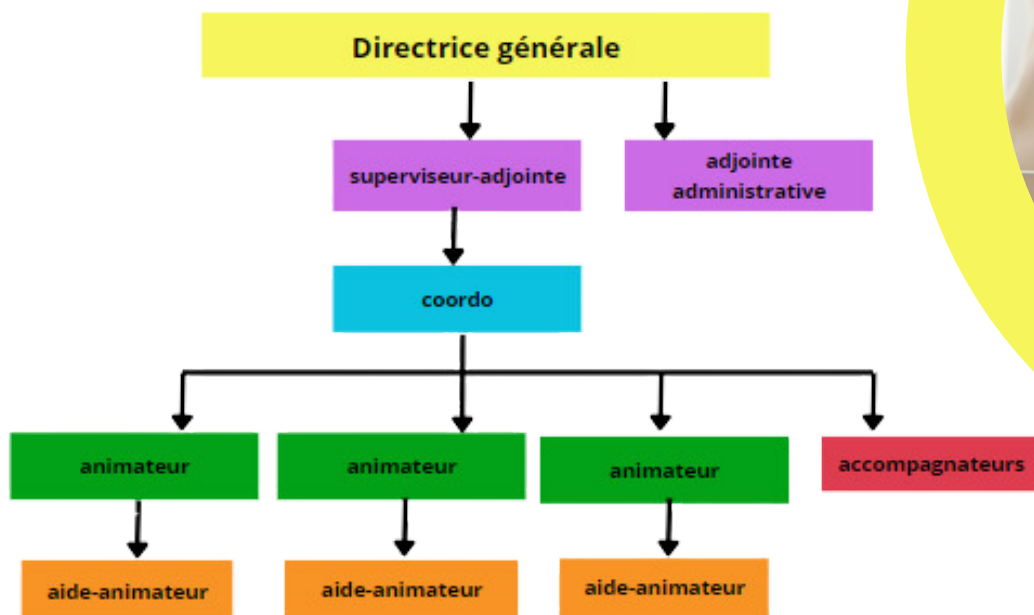 Directrice générale
superviseur-adjointe
adjointe
administrative
coordo
animateur
animateur
animateur
accompagnateurs
aide-animateur
aide-animateur
aide-animateur